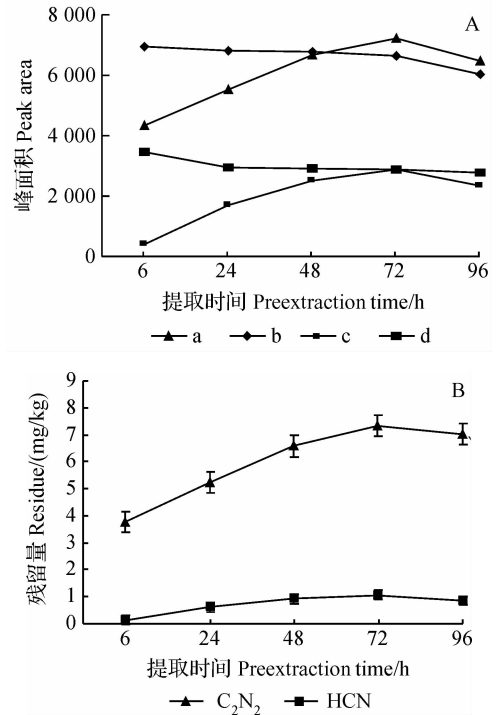 A
8 000
6 000
4 000
2 000
0
峰面积 Peak area
6 24 48 72 96
提取时间 Preextraction time/h
a b c d
B
9
8
7
6
5
4
3
2
1
0
残留量 Residue/(mg/kg)
6 24 48 72 96
提取时间 Preextraction time/h
C₂N₂ HCN